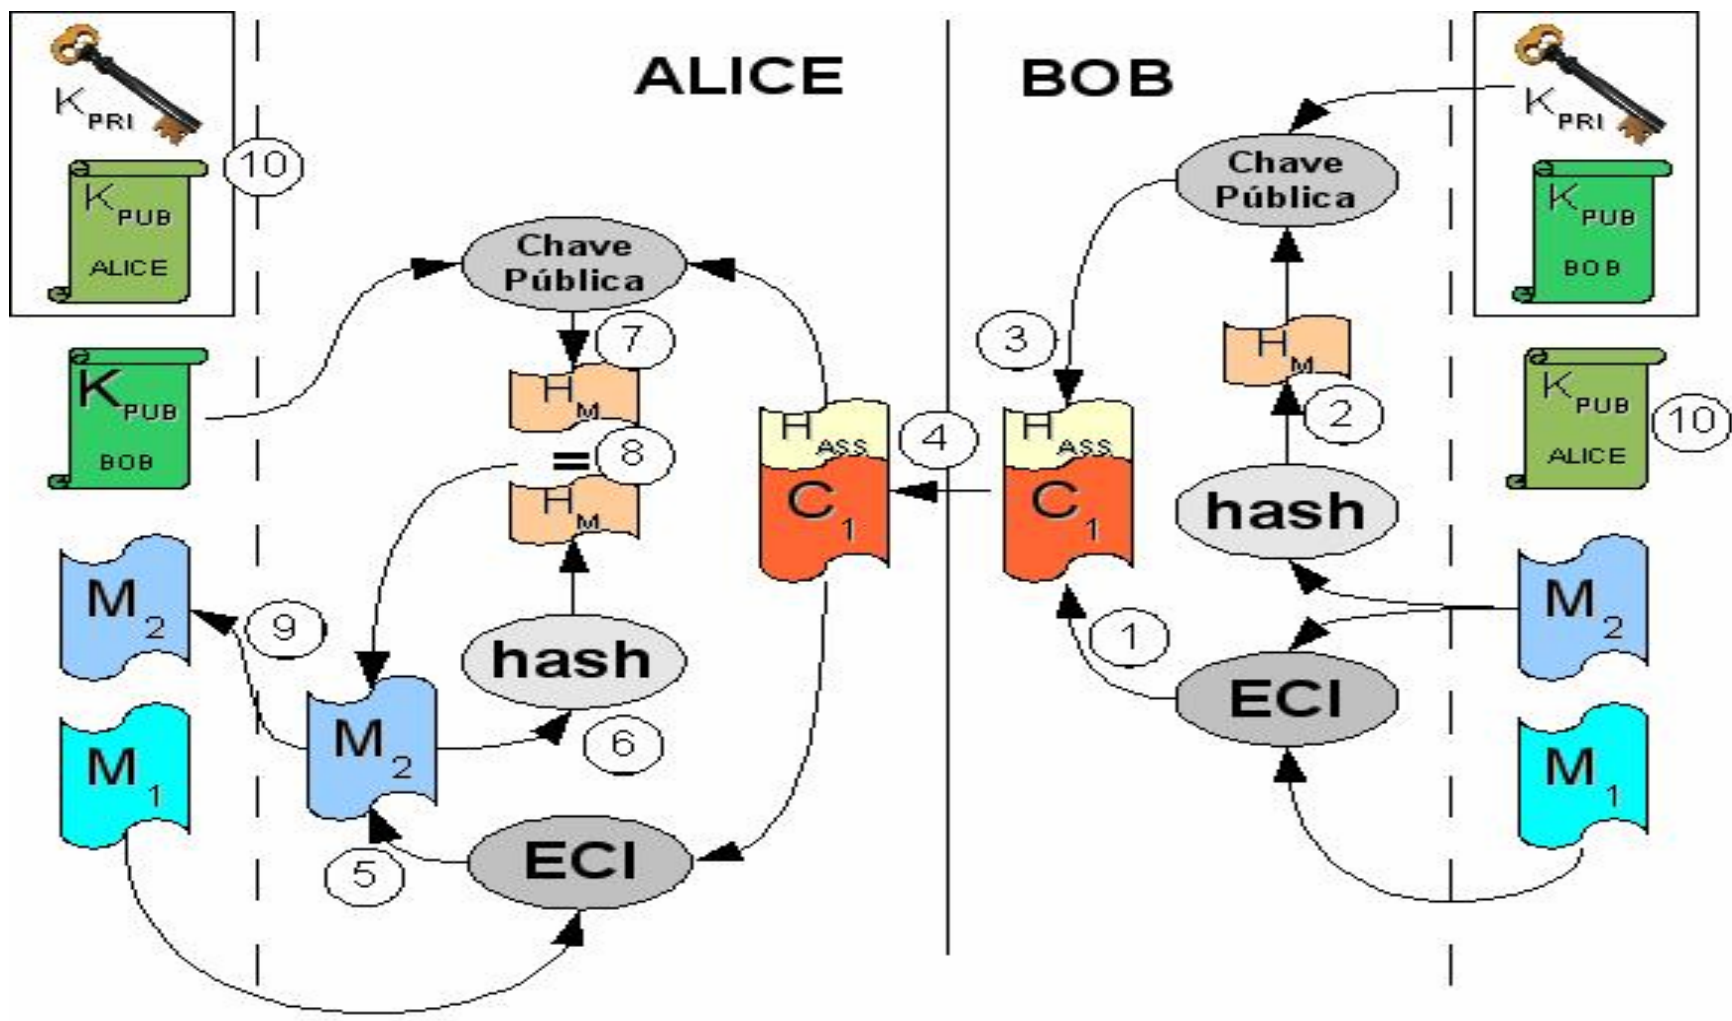 ALICE
BOB
K PRI
K PUB
ALICE
10
K PUB
BOB
M 2
M 1
Chave
Pública
7
H M
=
8
H M
hash
6
9
M 2
5
ECI
H ASS
C 1
4
3
H ASS
C 1
1
Chave
Pública
H M
2
hash
ECI
K PRI
K PUB
BOB
K PUB
ALICE
10
M 2
M 1